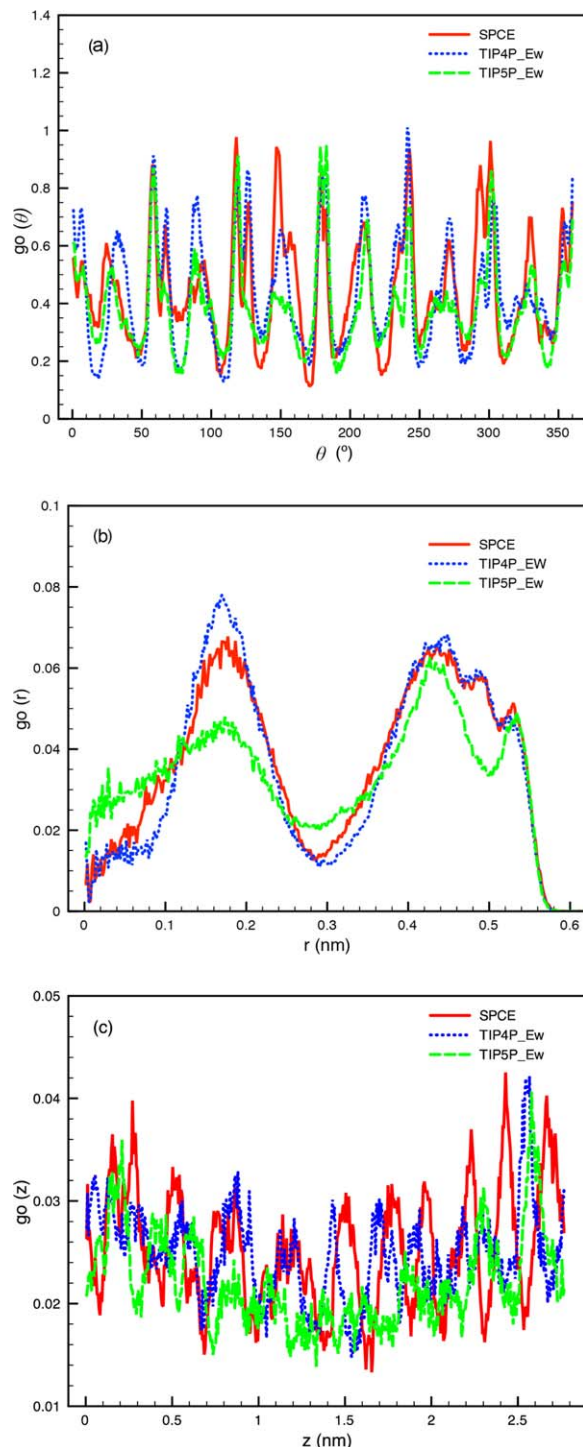 1.4
(a)
SPCE
TIP4P_Ew
TIP5P_Ew
1.2
1
0.8
go (θ)
0.6
0.4
0.2
0
0 50 100 150 200 250 300 350
θ (º)
0.1
(b)
SPCE
TIP4P_EW
TIP5P_Ew
0.08
0.06
go (r)
0.04
0.02
0
0 0.1 0.2 0.3 0.4 0.5 0.6
r (nm)
0.05
(c)
SPCE
TIP4P_Ew
TIP5P_Ew
0.04
go (z)
0.03
0.02
0.01
0 0.5 1 1.5 2 2.5
z (nm)